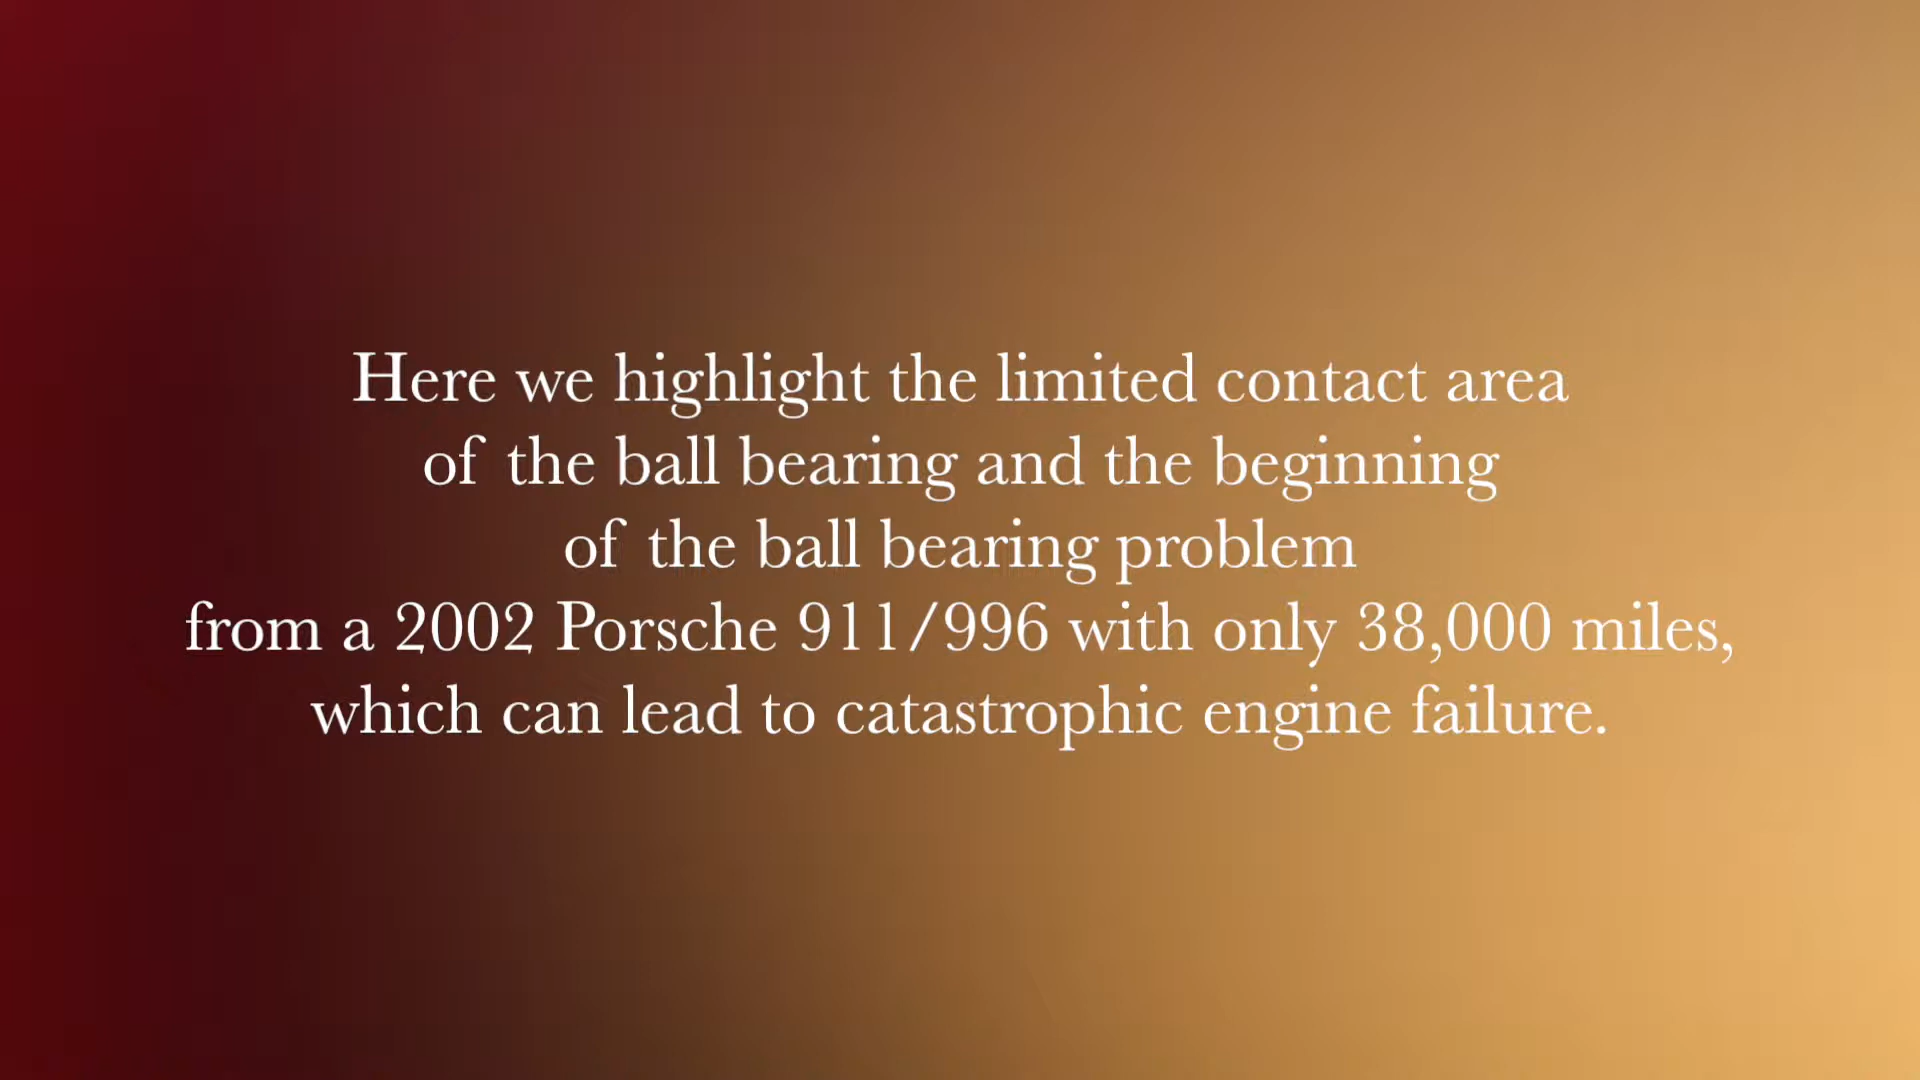 Here we highlight the limited contact area
of the ball bearing and the beginning
of the ball bearing problem
from a 2002 Porsche 911/996 with only 38,000 miles,
which can lead to catastrophic engine failure.